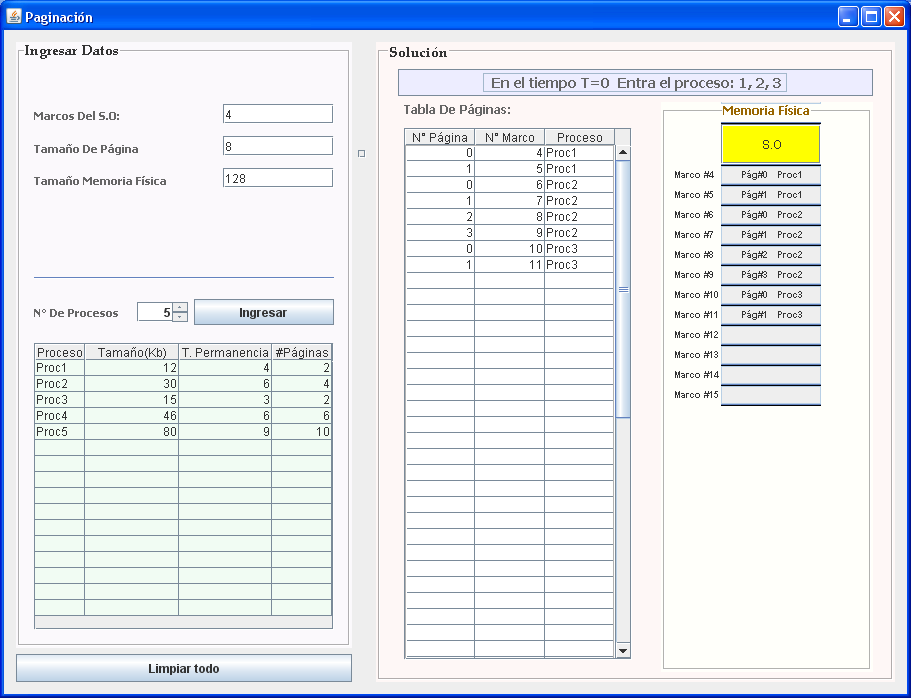 Paginación
Ingresar Datos
Marcos Del S.O: 4
Tamaño De Página 8
Tamaño Memoria Física 128
N° De Procesos 5 Ingresar
Proceso Tamaño(Kb) T. Permanencia #Páginas
Proc1 12 4 2
Proc2 30 6 4
Proc3 15 3 2
Proc4 46 6 6
Proc5 80 9 10
Limpiar todo
Solución
En el tiempo T=0 Entra el proceso: 1, 2, 3
Tabla De Páginas:
N° Página N° Marco Proceso
0 4 Proc1
1 5 Proc1
0 6 Proc2
1 7 Proc2
2 8 Proc2
3 9 Proc2
0 10 Proc3
1 11 Proc3
Memoria Física
S.O
Marco #4 Pág#0 Proc1
Marco #5 Pág#1 Proc1
Marco #6 Pág#0 Proc2
Marco #7 Pág#1 Proc2
Marco #8 Pág#2 Proc2
Marco #9 Pág#3 Proc2
Marco #10 Pág#0 Proc3
Marco #11 Pág#1 Proc3
Marco #12
Marco #13
Marco #14
Marco #15